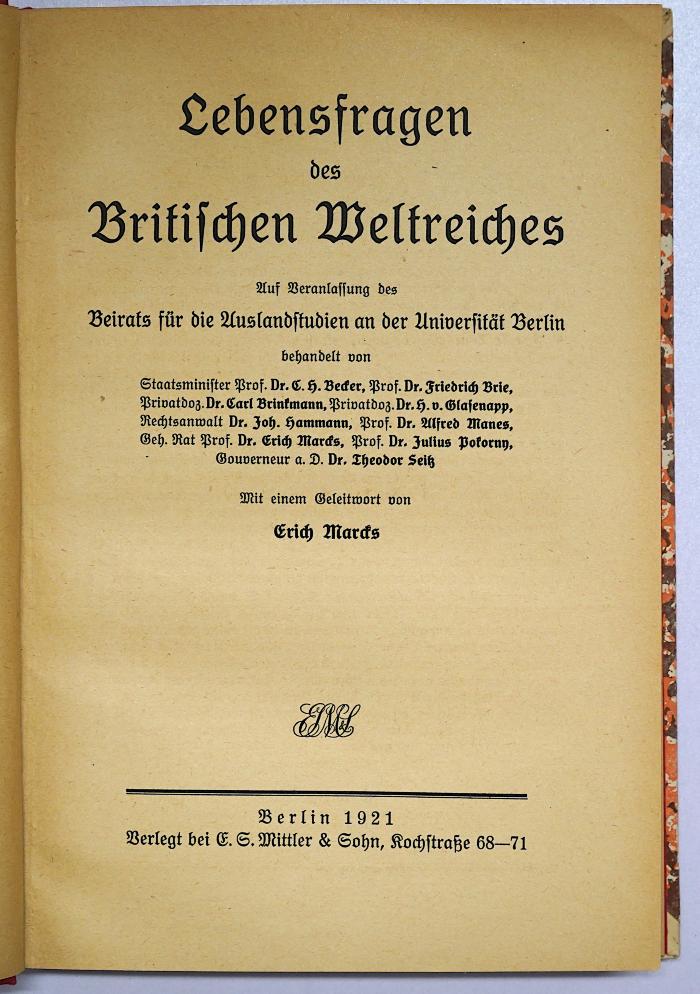 Lebensfragen
des
Britischen Weltreiches
Auf Veranlassung des
Beirats für die Auslandstudien an der Universität Berlin
behandelt von
Staatsminister Prof. Dr. C. H. Becker, Prof. Dr. Friedrich Brie,
Privatdoz. Dr. Carl Brinkmann, Privatdoz. Dr. H. v. Glasenapp,
Rechtsanwalt Dr. Joh. Hammann, Prof. Dr. Alfred Manes,
Geh. Rat Prof. Dr. Erich Marcks, Prof. Dr. Julius Pokorny,
Gouverneur a. D. Dr. Theodor Seitz
Mit einem Geleitwort von
Erich Marcks
Berlin 1921
Verlegt bei E. S. Mittler & Sohn, Kochstraße 68—71